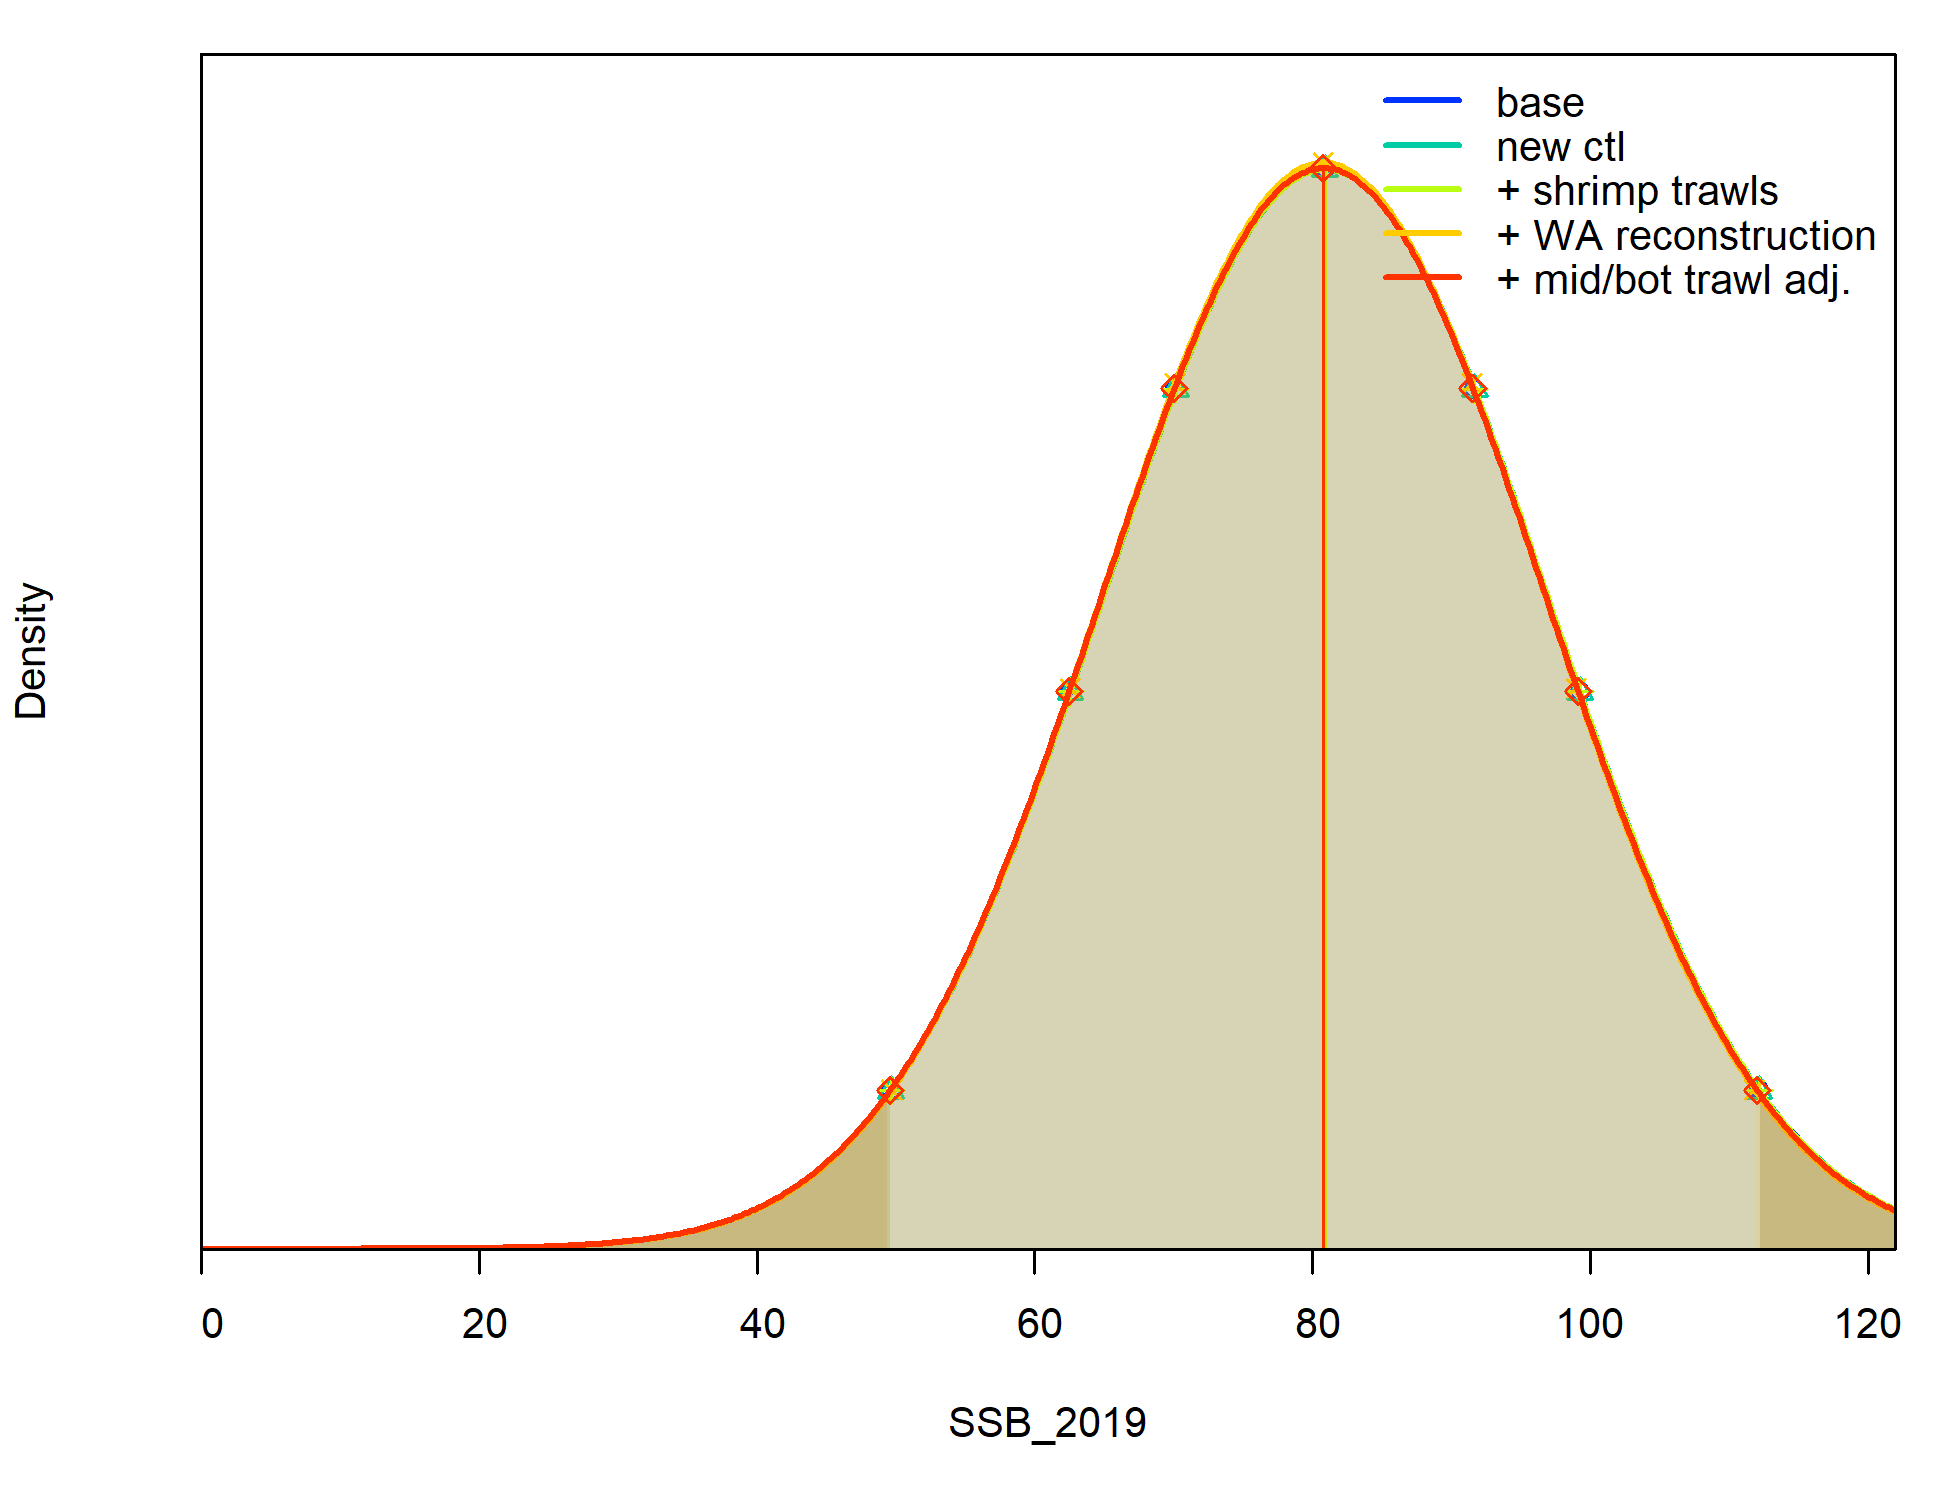 base
new ctl
+ shrimp trawls
+ WA reconstruction
+ mid/bot trawl adj.
Density
0 20 40 60 80 100 120
SSB_2019